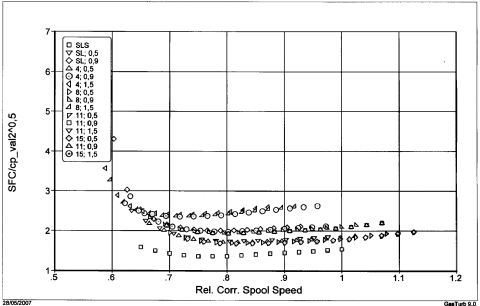 7
6
5
4
3
2
1
SFC/cp_val2^0,5
SLS
SL; 0,5
SL; 0,9
4; 0,5
4; 0,9
4; 1,5
8; 0,5
8; 0,9
8; 1,5
11; 0,5
11; 0,9
11; 1,5
15; 0,5
11; 0,9
15; 1,5
.5 .6 .7 .8 .9 1 1.1 1.2
Rel. Corr. Spool Speed
28/05/2007
GasTurb 9.0